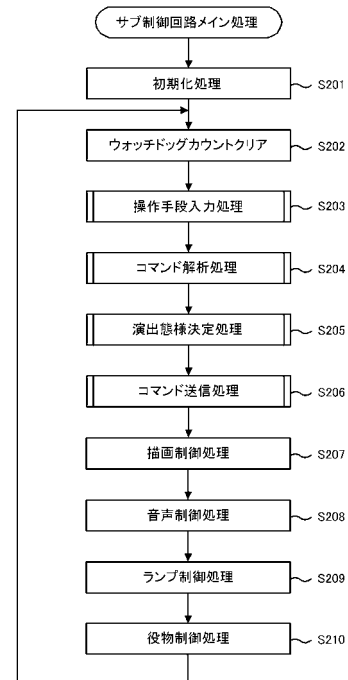 サブ制御回路メイン処理
初期化処理 S201
ウォッチドッグカウントクリア S202
操作手段入力処理 S203
コマンド解析処理 S204
演出態様決定処理 S205
コマンド送信処理 S206
描画制御処理 S207
音声制御処理 S208
ランプ制御処理 S209
役物制御処理 S210